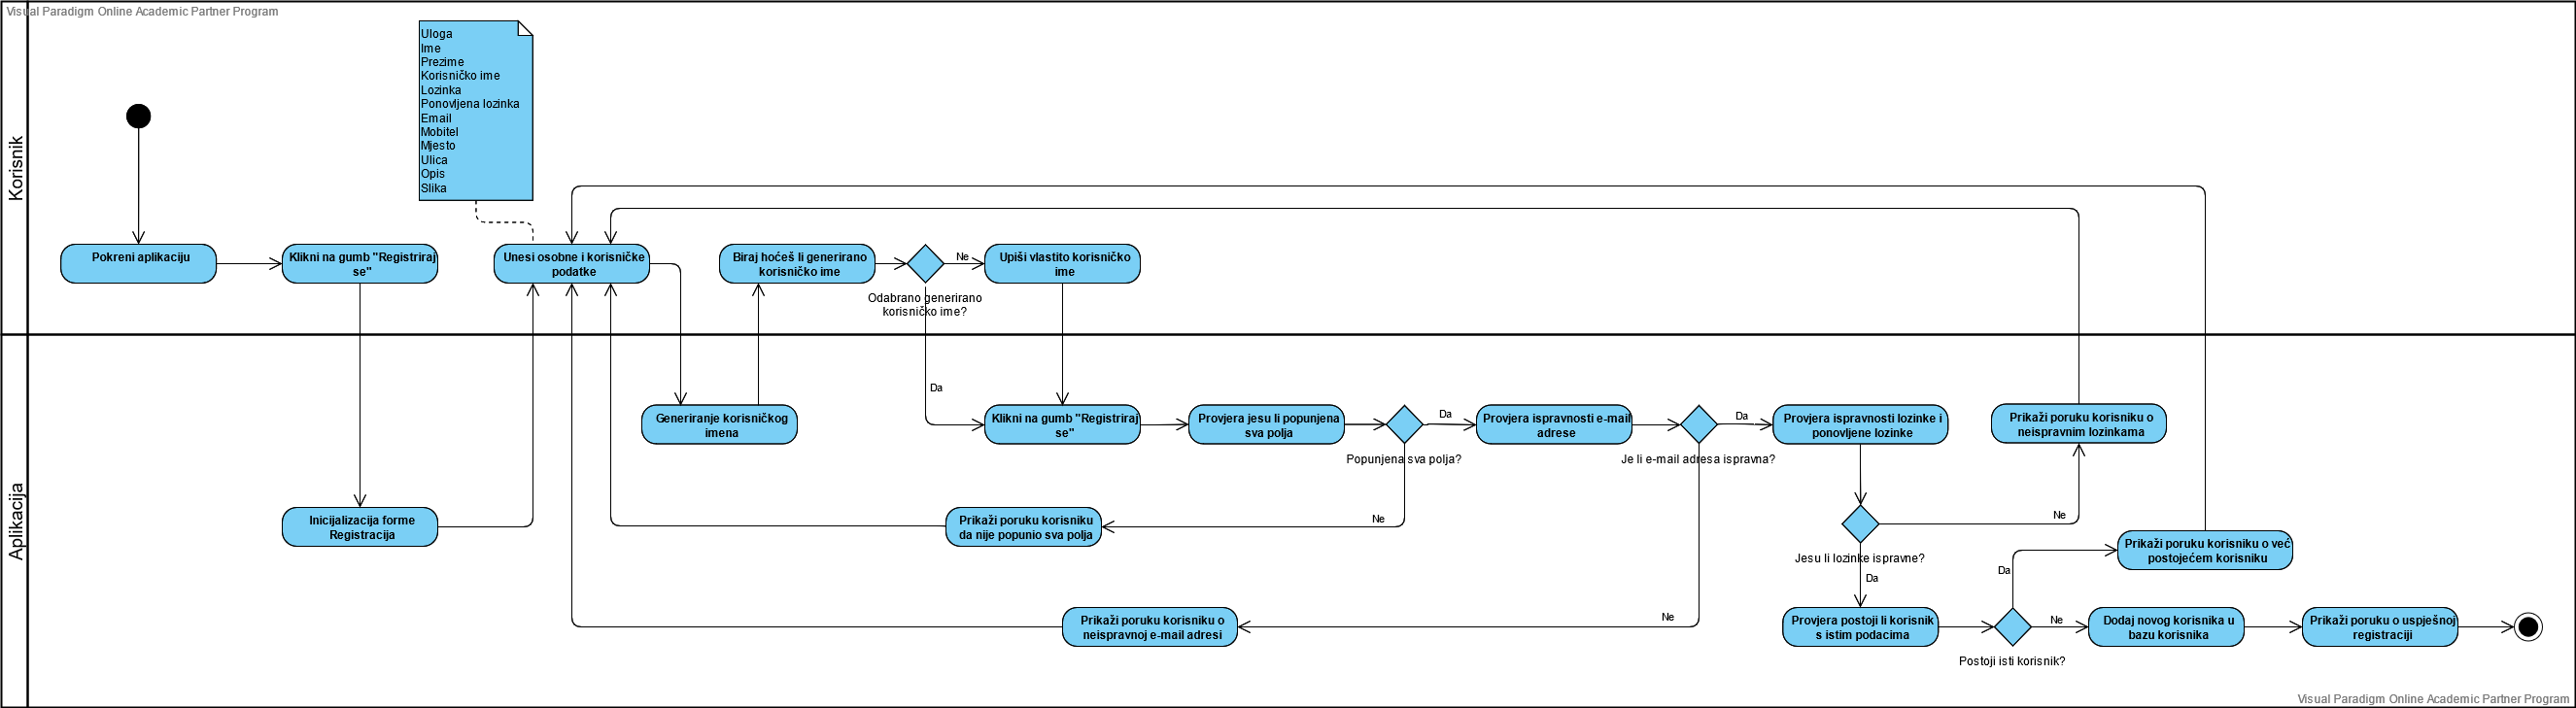 Visual Paradigm Online Academic Partner Program
Korisnik
Uloga
Ime
Prezime
Korisničko ime
Lozinka
Ponovljena lozinka
Email
Mobitel
Mjesto
Ulica
Opis
Slika
Pokreni aplikaciju
Klikni na gumb "Registriraj
se"
Unesi osobne i korisničke
podatke
Biraj hoćeš li generirano
korisničko ime
Ne
Upiši vlastito korisničko
ime
Odabrano generirano
korisničko ime?
Aplikacija
Da
Generiranje korisničkog
imena
Klikni na gumb "Registriraj
se"
Provjera jesu li popunjena
sva polja
Da
Popunjena sva polja?
Provjera ispravnosti e-mail
adrese
Da
Je li e-mail adresa ispravna?
Provjera ispravnosti lozinke i
ponovljene lozinke
Prikaži poruku korisniku o
neispravnim lozinkama
Inicijalizacija forme
Registracija
Prikaži poruku korisniku
da nije popunio sva polja
Ne
Ne
Jesu li lozinke ispravne?
Da
Prikaži poruku korisniku o već
postojećem korisniku
Da
Prikaži poruku korisniku o
neispravnoj e-mail adresi
Ne
Provjera postoji li korisnik
s istim podacima
Ne
Postoji isti korisnik?
Dodaj novog korisnika u
bazu korisnika
Prikaži poruku o uspješnoj
registraciji
Visual Paradigm Online Academic Partner Program